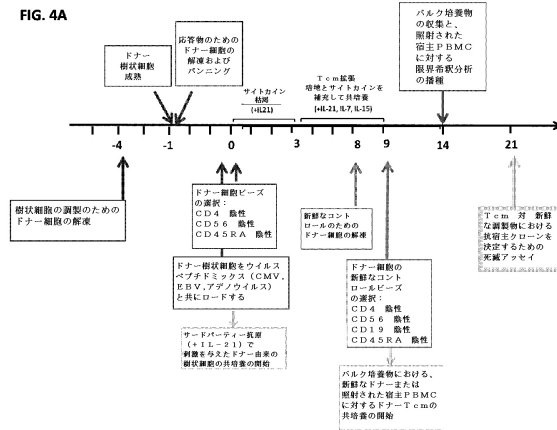 FIG. 4A
ドナー
樹状細胞
成熟
応答物のための
ドナー細胞の
解凍および
パンニング
サイトカイン
枯渇
(+IL21)
Tcm拡張
培地とサイトカインを
補充して共培養
(+IL-21, IL-7, IL-15)
バルク培養物
の収集と、
照射された
宿主PBMC
に対する
限界希釈分析
の播種
-4
-1
0
3
8
9
14
21
樹状細胞の調製のための
ドナー細胞の解凍
ドナー細胞ビーズ
の選択:
CD4 陰性
CD56 陰性
CD45RA 陰性
ドナー樹状細胞をウイルス
ペプチドミックス(CMV,
EBV,アデノウイルス)
と共にロードする
サードパーティー抗原
(+IL-21)で
刺激を与えたドナー由来の
樹状細胞の共培養の開始
新鮮なコント
ロールのための
ドナー細胞の解凍
ドナー細胞の
新鮮なコント
ロールビーズ
の選択:
CD4 陰性
CD56 陰性
CD19 陰性
CD45RA 陰性
バルク培養物における、
新鮮なドナーまたは
照射された宿主PBMC
に対するドナーTcmの
共培養の開始
Tcm 対 新鮮
な調製物における
抗宿主クローンを
決定するための
死滅アッセイ